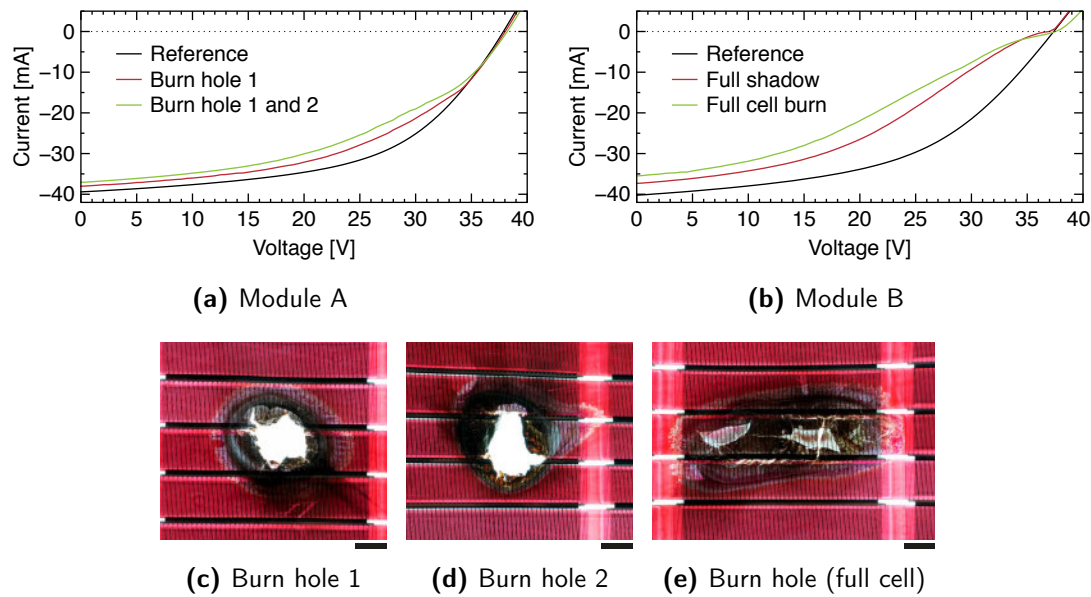 Current [mA]
0
−10
−20
−30
−40
Reference
Burn hole 1
Burn hole 1 and 2
0 5 10 15 20 25 30 35 40
Voltage [V]
(a) Module A
Current [mA]
0
−10
−20
−30
−40
Reference
Full shadow
Full cell burn
0 5 10 15 20 25 30 35 40
Voltage [V]
(b) Module B
(c) Burn hole 1
(d) Burn hole 2
(e) Burn hole (full cell)